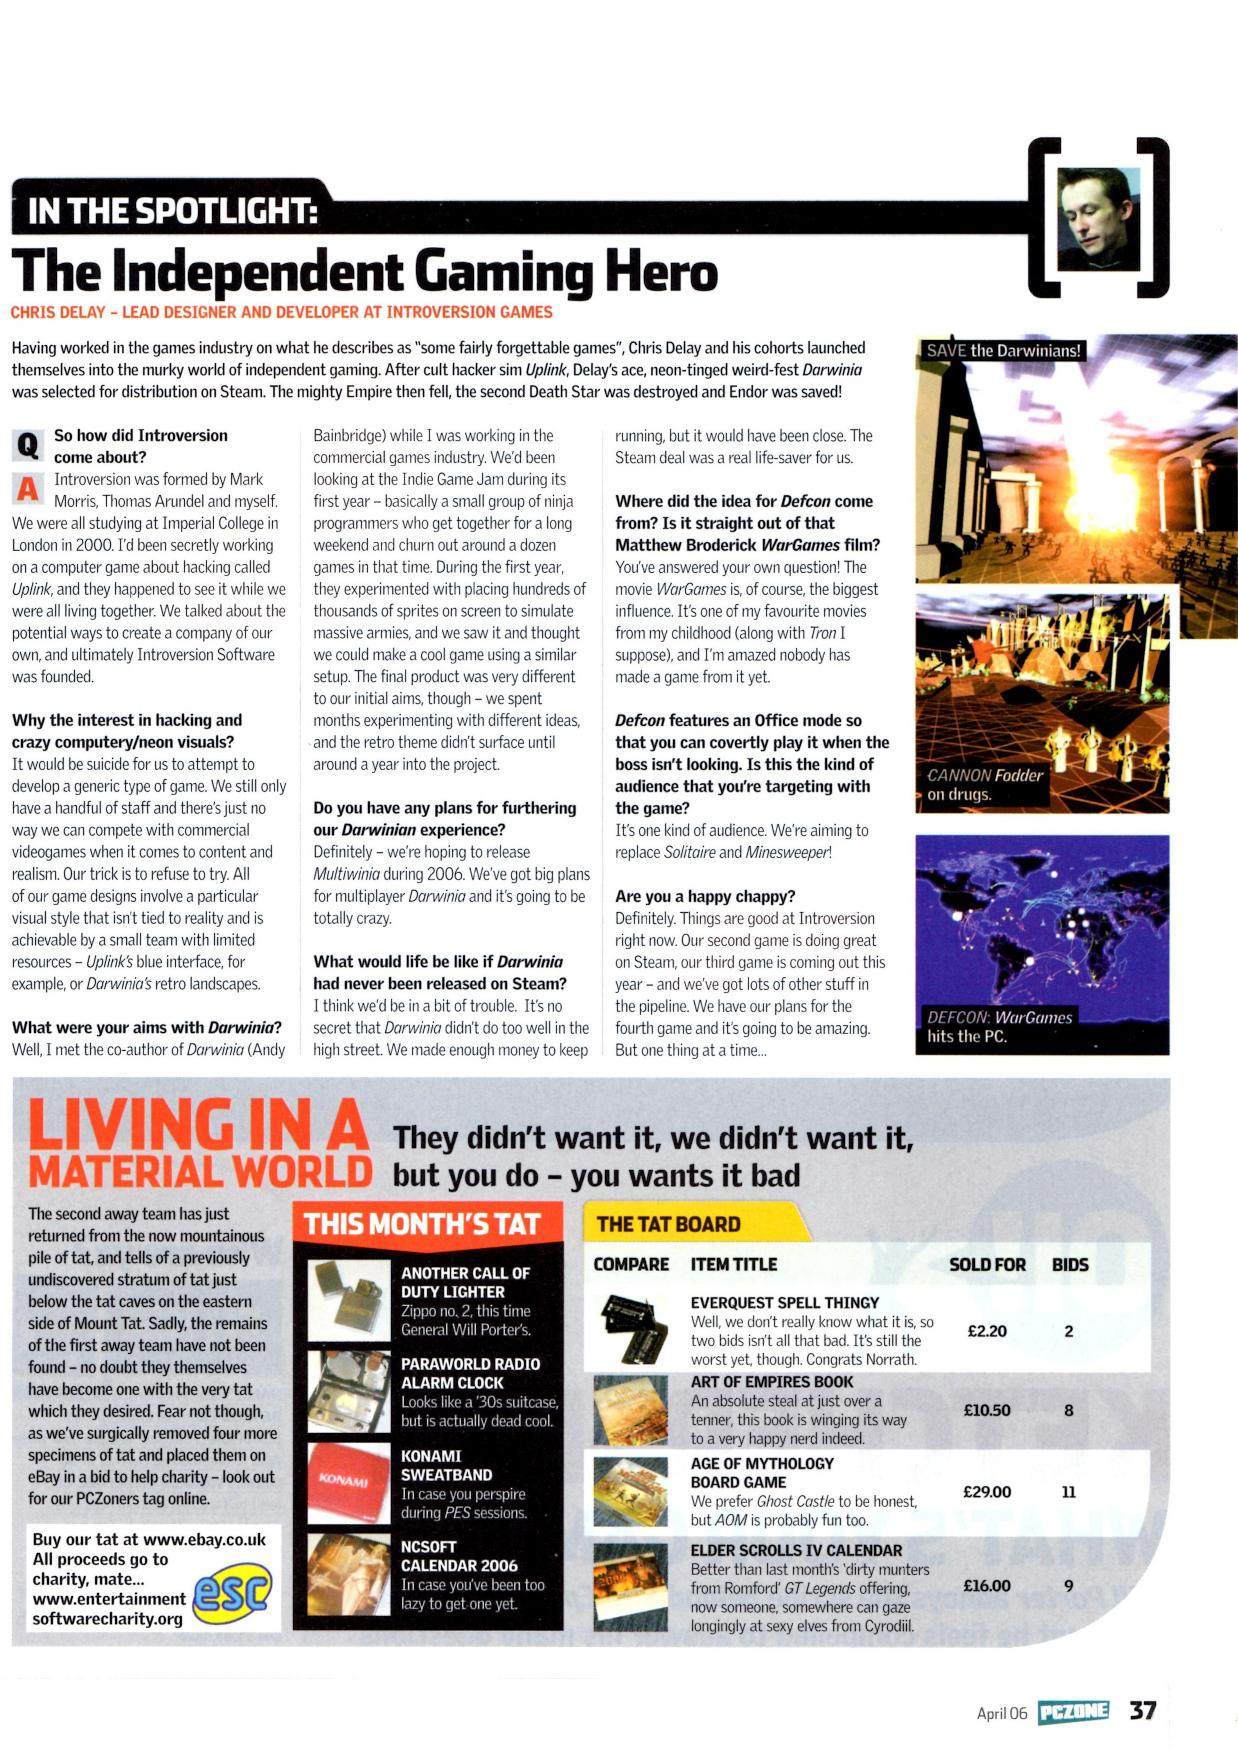 IN THE SPOTLIGHT:
The Independent Gaming Hero
CHRIS DELAY – LEAD DESIGNER AND DEVELOPER AT INTROVERSION GAMES
Having worked in the games industry on what he describes as "some fairly forgettable games", Chris Delay and his cohorts launched
themselves into the murky world of independent gaming. After cult hacker sim Uplink, Delay's ace, neon-tinged weird-fest Darwinia
was selected for distribution on Steam. The mighty Empire then fell, the second Death Star was destroyed and Endor was saved!
Q So how did Introversion
come about?
A Introversion was formed by Mark
Morris, Thomas Arundel and myself.
We were all studying at Imperial College in
London in 2000. I'd been secretly working
on a computer game about hacking called
Uplink, and they happened to see it while we
were all living together. We talked about the
potential ways to create a company of our
own, and ultimately Introversion Software
was founded.
Why the interest in hacking and
crazy computery/neon visuals?
It would be suicide for us to attempt to
develop a generic type of game. We still only
have a handful of staff and there's just no
way we can compete with commercial
videogames when it comes to content and
realism. Our trick is to refuse to try. All
of our game designs involve a particular
visual style that isn't tied to reality and is
achievable by a small team with limited
resources – Uplink's blue interface, for
example, or Darwinia's retro landscapes.
What were your aims with Darwinia?
Well, I met the co-author of Darwinia (Andy
Bainbridge) while I was working in the
commercial games industry. We'd been
looking at the Indie Game Jam during its
first year – basically a small group of ninja
programmers who get together for a long
weekend and churn out around a dozen
games in that time. During the first year,
they experimented with placing hundreds of
thousands of sprites on screen to simulate
massive armies, and we saw it and thought
we could make a cool game using a similar
setup. The final product was very different
to our initial aims, though – we spent
months experimenting with different ideas,
and the retro theme didn't surface until
around a year into the project.
Do you have any plans for furthering
our Darwinian experience?
Definitely – we're hoping to release
Multiwinia during 2006. We've got big plans
for multiplayer Darwinia and it's going to be
totally crazy.
What would life be like if Darwinia
had never been released on Steam?
I think we'd be in a bit of trouble. It's no
secret that Darwinia didn't do too well in the
high street. We made enough money to keep
running, but it would have been close. The
Steam deal was a real life-saver for us.
Where did the idea for Defcon come
from? Is it straight out of that
Matthew Broderick WarGames film?
You've answered your own question! The
movie WarGames is, of course, the biggest
influence. It's one of my favourite movies
from my childhood (along with Tron I
suppose), and I'm amazed nobody has
made a game from it yet.
Defcon features an Office mode so
that you can covertly play it when the
boss isn't looking. Is this the kind of
audience that you're targeting with
the game?
It's one kind of audience. We're aiming to
replace Solitaire and Minesweeper!
Are you a happy chappy?
Definitely. Things are good at Introversion
right now. Our second game is doing great
on Steam, our third game is coming out this
year – and we've got lots of other stuff in
the pipeline. We have our plans for the
fourth game and it's going to be amazing.
But one thing at a time...
SAVE the Darwinians!
CANNON Fodder
on drugs.
DEFCON: WarGames
hits the PC.
LIVING IN A
MATERIAL WORLD
They didn't want it, we didn't want it,
but you do – you wants it bad
The second away team has just
returned from the now mountainous
pile of tat, and tells of a previously
undiscovered stratum of tat just
below the tat caves on the eastern
side of Mount Tat. Sadly, the remains
of the first away team have not been
found – no doubt they themselves
have become one with the very tat
which they desired. Fear not though,
as we've surgically removed four more
specimens of tat and placed them on
eBay in a bid to help charity – look out
for our PCZoners tag online.
Buy our tat at www.ebay.co.uk
All proceeds go to
charity, mate...
www.entertainment
softwarecharity.org
esc
THIS MONTH'S TAT
ANOTHER CALL OF
DUTY LIGHTER
Zippo no. 2, this time
General Will Porter's.
PARAWORLD RADIO
ALARM CLOCK
Looks like a '30s suitcase,
but is actually dead cool.
KONAMI
KONAMI
SWEATBAND
In case you perspire
during PES sessions.
NCSOFT
CALENDAR 2006
In case you've been too
lazy to get one yet.
THE TAT BOARD
COMPARE ITEM TITLE SOLD FOR BIDS
EVERQUEST SPELL THINGY
Well, we don't really know what it is, so
two bids isn't all that bad. It's still the
worst yet, though. Congrats Norrath.
£2.20 2
ART OF EMPIRES BOOK
An absolute steal at just over a
tenner, this book is winging its way
to a very happy nerd indeed.
£10.50 8
AGE OF MYTHOLOGY
BOARD GAME
We prefer Ghost Castle to be honest,
but AOM is probably fun too.
£29.00 11
ELDER SCROLLS IV CALENDAR
Better than last month's 'dirty munters
from Romford' GT Legends offering,
now someone, somewhere can gaze
longingly at sexy elves from Cyrodiil.
£16.00 9
April 06 PCZONE 37